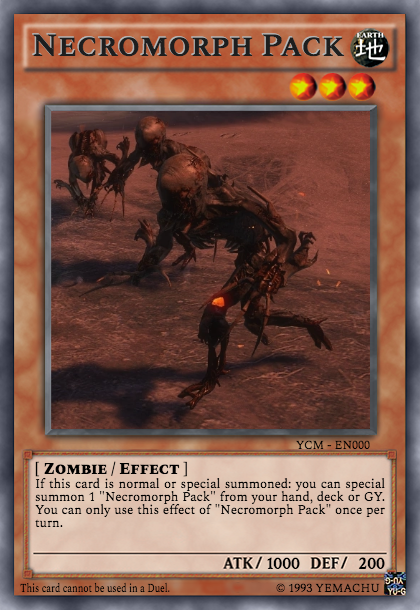 Necromorph Pack
EARTH
地
YCM - EN000
[ Zombie / Effect ]
If this card is normal or special summoned: you can special
summon 1 "Necromorph Pack" from your hand, deck or GY.
You can only use this effect of "Necromorph Pack" once per
turn.
ATK/ 1000 DEF/ 200
This card cannot be used in a Duel.
© 1993 YEMACHU